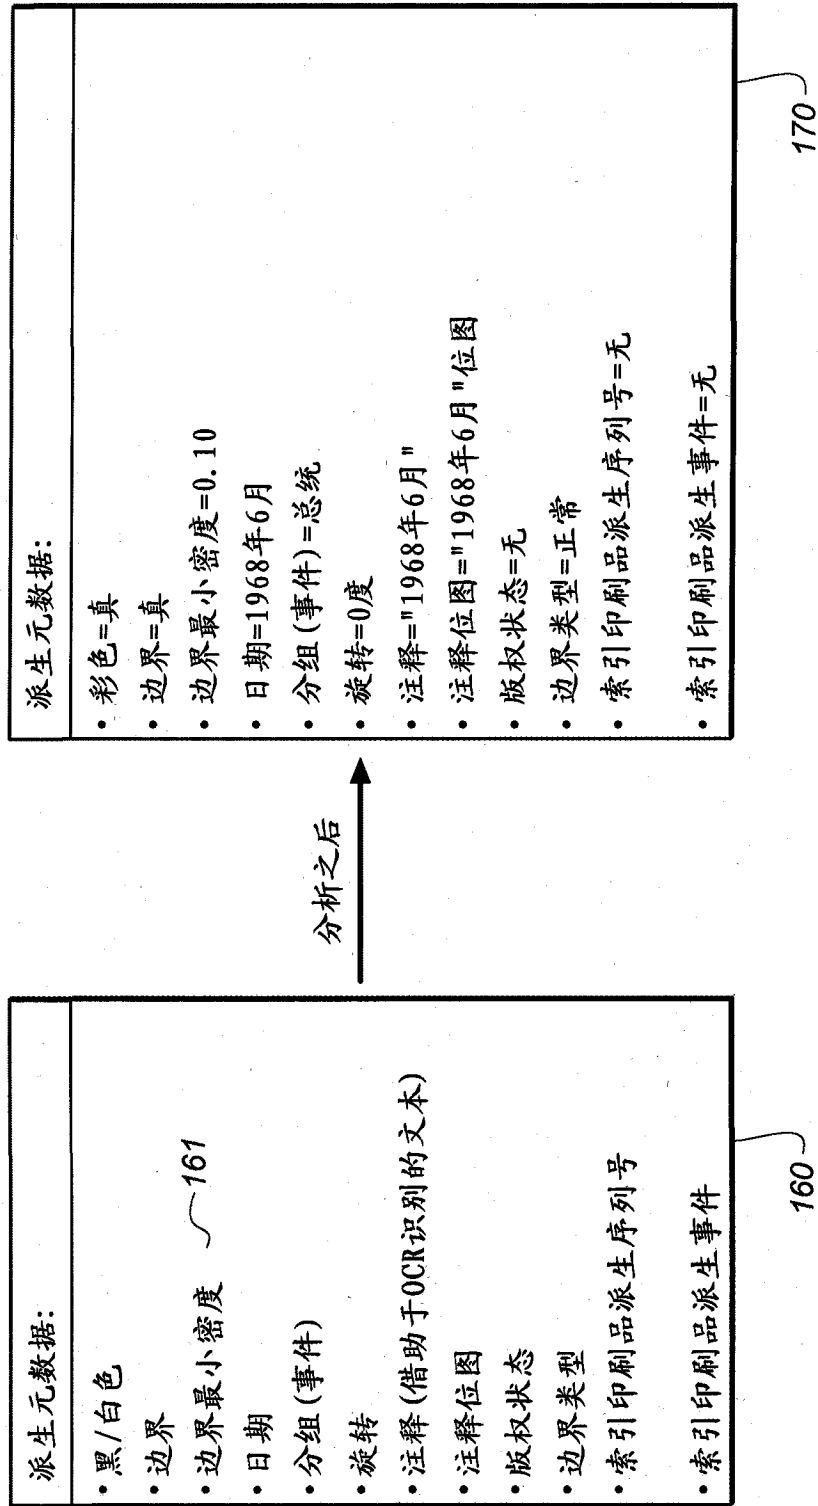 派生元数据:
• 黑/白色
• 边界
• 边界最小密度
161
• 日期
• 分组(事件)
• 旋转
• 注释(借助于OCR识别的文本)
• 注释位图
• 版权状态
• 边界类型
• 索引印刷品派生序列号
• 索引印刷品派生事件
160
分析之后
派生元数据:
• 彩色=真
• 边界=真
• 边界最小密度=0.10
• 日期=1968年6月
• 分组(事件)=总统
• 旋转=0度
• 注释="1968年6月"
• 注释位图="1968年6月"位图
• 版权状态=无
• 边界类型=正常
• 索引印刷品派生序列号=无
• 索引印刷品派生事件=无
170